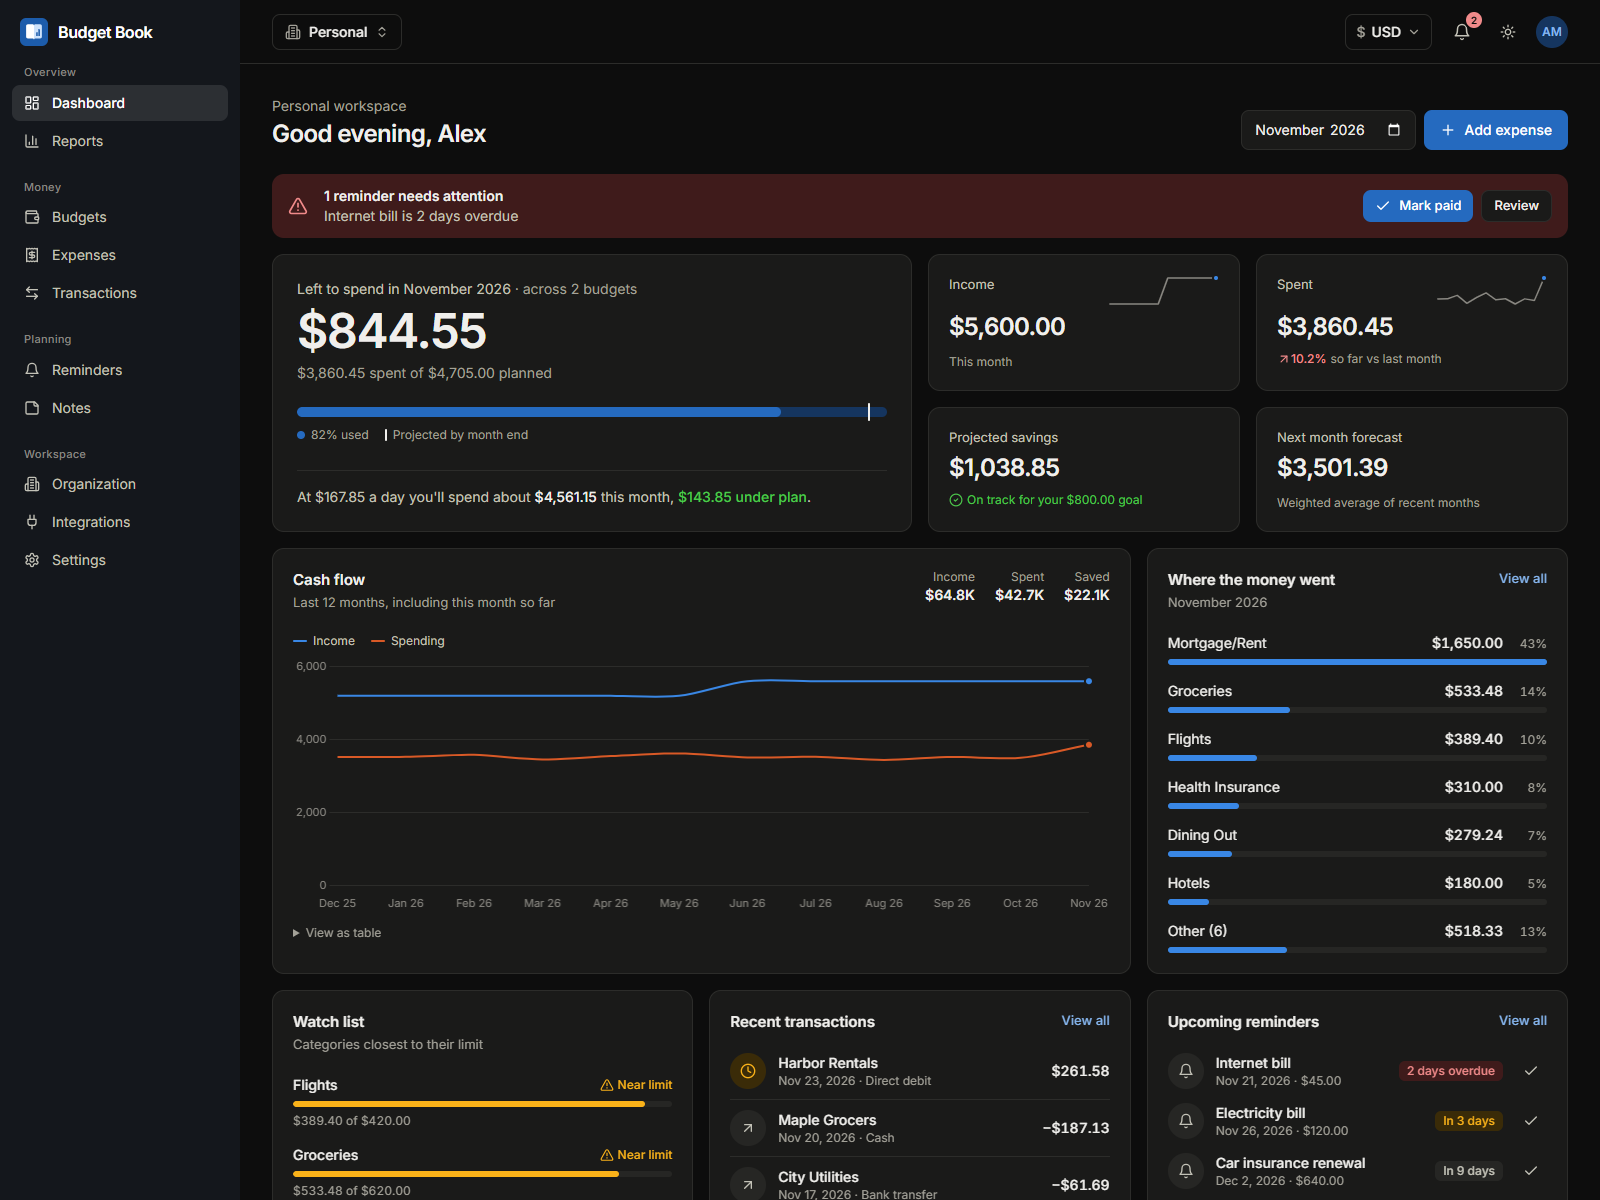 Budget Book
Overview
Dashboard
Reports
Money
Budgets
Expenses
Transactions
Planning
Reminders
Notes
Workspace
Organization
Integrations
Settings
Personal
$ USD
2
AM
Personal workspace
Good evening, Alex
November 2026
Add expense
1 reminder needs attention
Internet bill is 2 days overdue
Mark paid
Review
Left to spend in November 2026 · across 2 budgets
$844.55
$3,860.45 spent of $4,705.00 planned
82% used
Projected by month end
At $167.85 a day you'll spend about $4,561.15 this month, $143.85 under plan.
Income
$5,600.00
This month
Spent
$3,860.45
10.2% so far vs last month
Projected savings
$1,038.85
On track for your $800.00 goal
Next month forecast
$3,501.39
Weighted average of recent months
Cash flow
Last 12 months, including this month so far
Income Spent Saved
$64.8K $42.7K $22.1K
Income Spending
6,000
4,000
2,000
0
Dec 25 Jan 26 Feb 26 Mar 26 Apr 26 May 26 Jun 26 Jul 26 Aug 26 Sep 26 Oct 26 Nov 26
View as table
Where the money went
View all
November 2026
Mortgage/Rent $1,650.00 43%
Groceries $533.48 14%
Flights $389.40 10%
Health Insurance $310.00 8%
Dining Out $279.24 7%
Hotels $180.00 5%
Other (6) $518.33 13%
Watch list
Categories closest to their limit
Flights Near limit
$389.40 of $420.00
Groceries Near limit
$533.48 of $620.00
Recent transactions
View all
Harbor Rentals
Nov 23, 2026 · Direct debit
$261.58
Maple Grocers
Nov 20, 2026 · Cash
−$187.13
City Utilities
Nov 17, 2026 · Bank transfer
−$61.69
Upcoming reminders
View all
Internet bill
Nov 21, 2026 · $45.00
2 days overdue
Electricity bill
Nov 26, 2026 · $120.00
In 3 days
Car insurance renewal
Dec 2, 2026 · $640.00
In 9 days